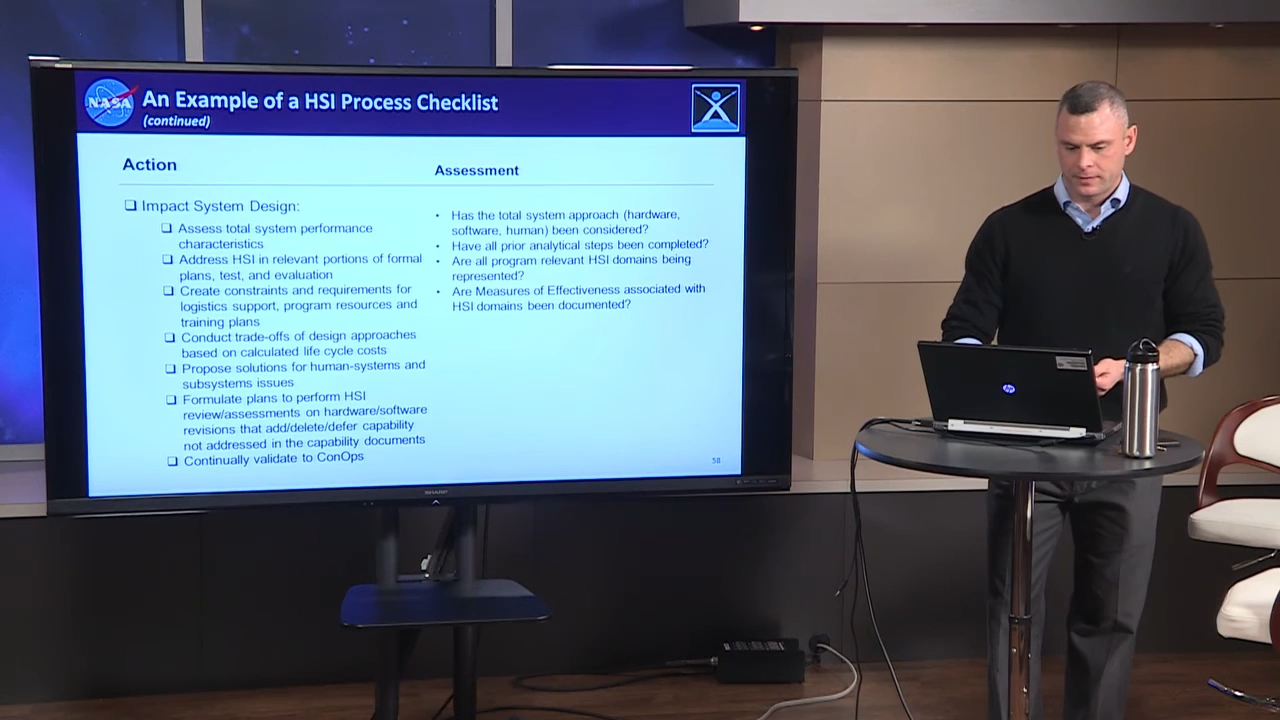 NASA
An Example of a HSI Process Checklist
(continued)
Action
Assessment
❑ Impact System Design:
❑ Assess total system performance
characteristics
❑ Address HSI in relevant portions of formal
plans, test, and evaluation
❑ Create constraints and requirements for
logistics support, program resources and
training plans
❑ Conduct trade-offs of design approaches
based on calculated life cycle costs
❑ Propose solutions for human-systems and
subsystems issues
❑ Formulate plans to perform HSI
review/assessments on hardware/software
revisions that add/delete/defer capability
not addressed in the capability documents
❑ Continually validate to ConOps
• Has the total system approach (hardware,
software, human) been considered?
• Have all prior analytical steps been completed?
• Are all program relevant HSI domains being
represented?
• Are Measures of Effectiveness associated with
HSI domains been documented?
58
SHARP
hp